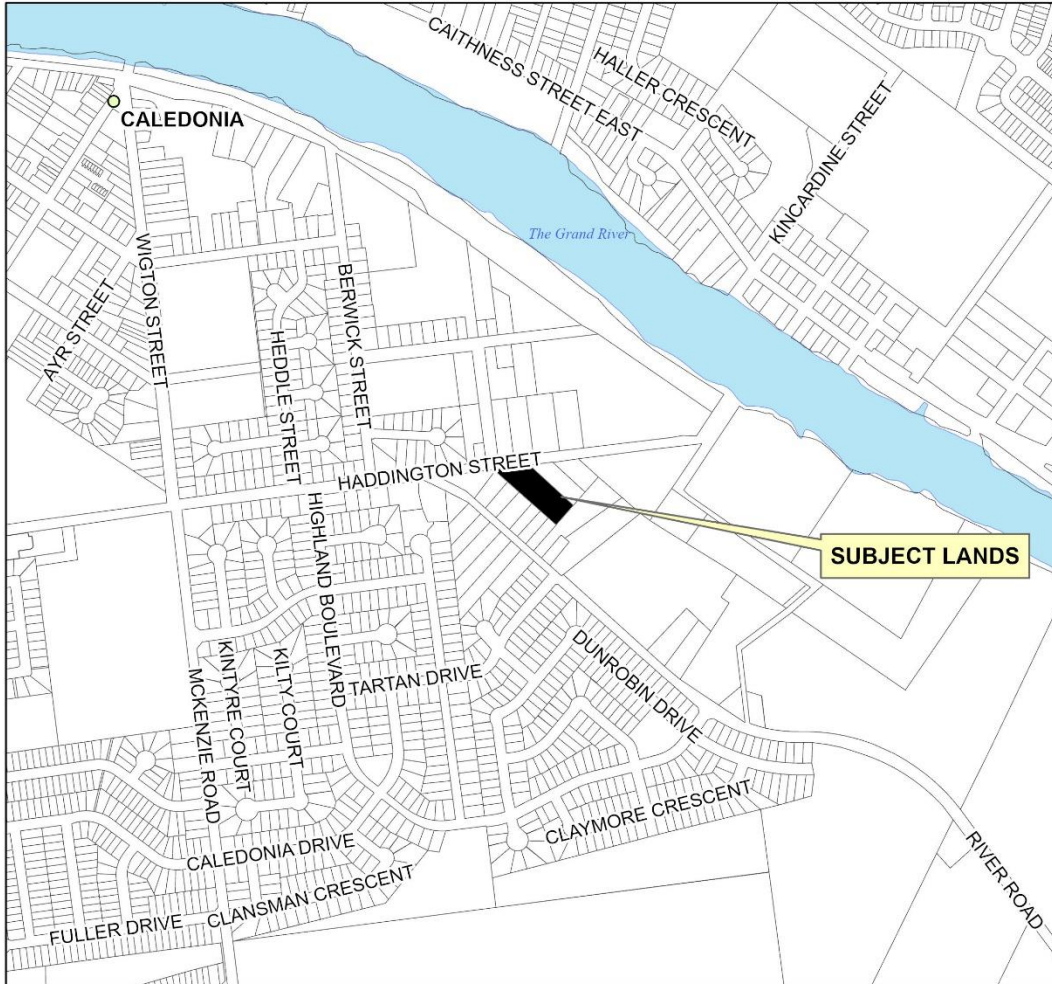 CAITHNESS STREET EAST
HALLER CRESCENT
KINCARDINE STREET
CALEDONIA
The Grand River
WIGTON STREET
AYR STREET
BERWICK STREET
HEDDLE STREET
HADDINGTON STREET
HIGHLAND BOULEVARD
SUBJECT LANDS
KINTYRE COURT
KILTY COURT
MCKENZIE ROAD
TARTAN DRIVE
DUNROBIN DRIVE
CLAYMORE CRESCENT
CALEDONIA DRIVE
CLANSMAN CRESCENT
FULLER DRIVE
RIVER ROAD